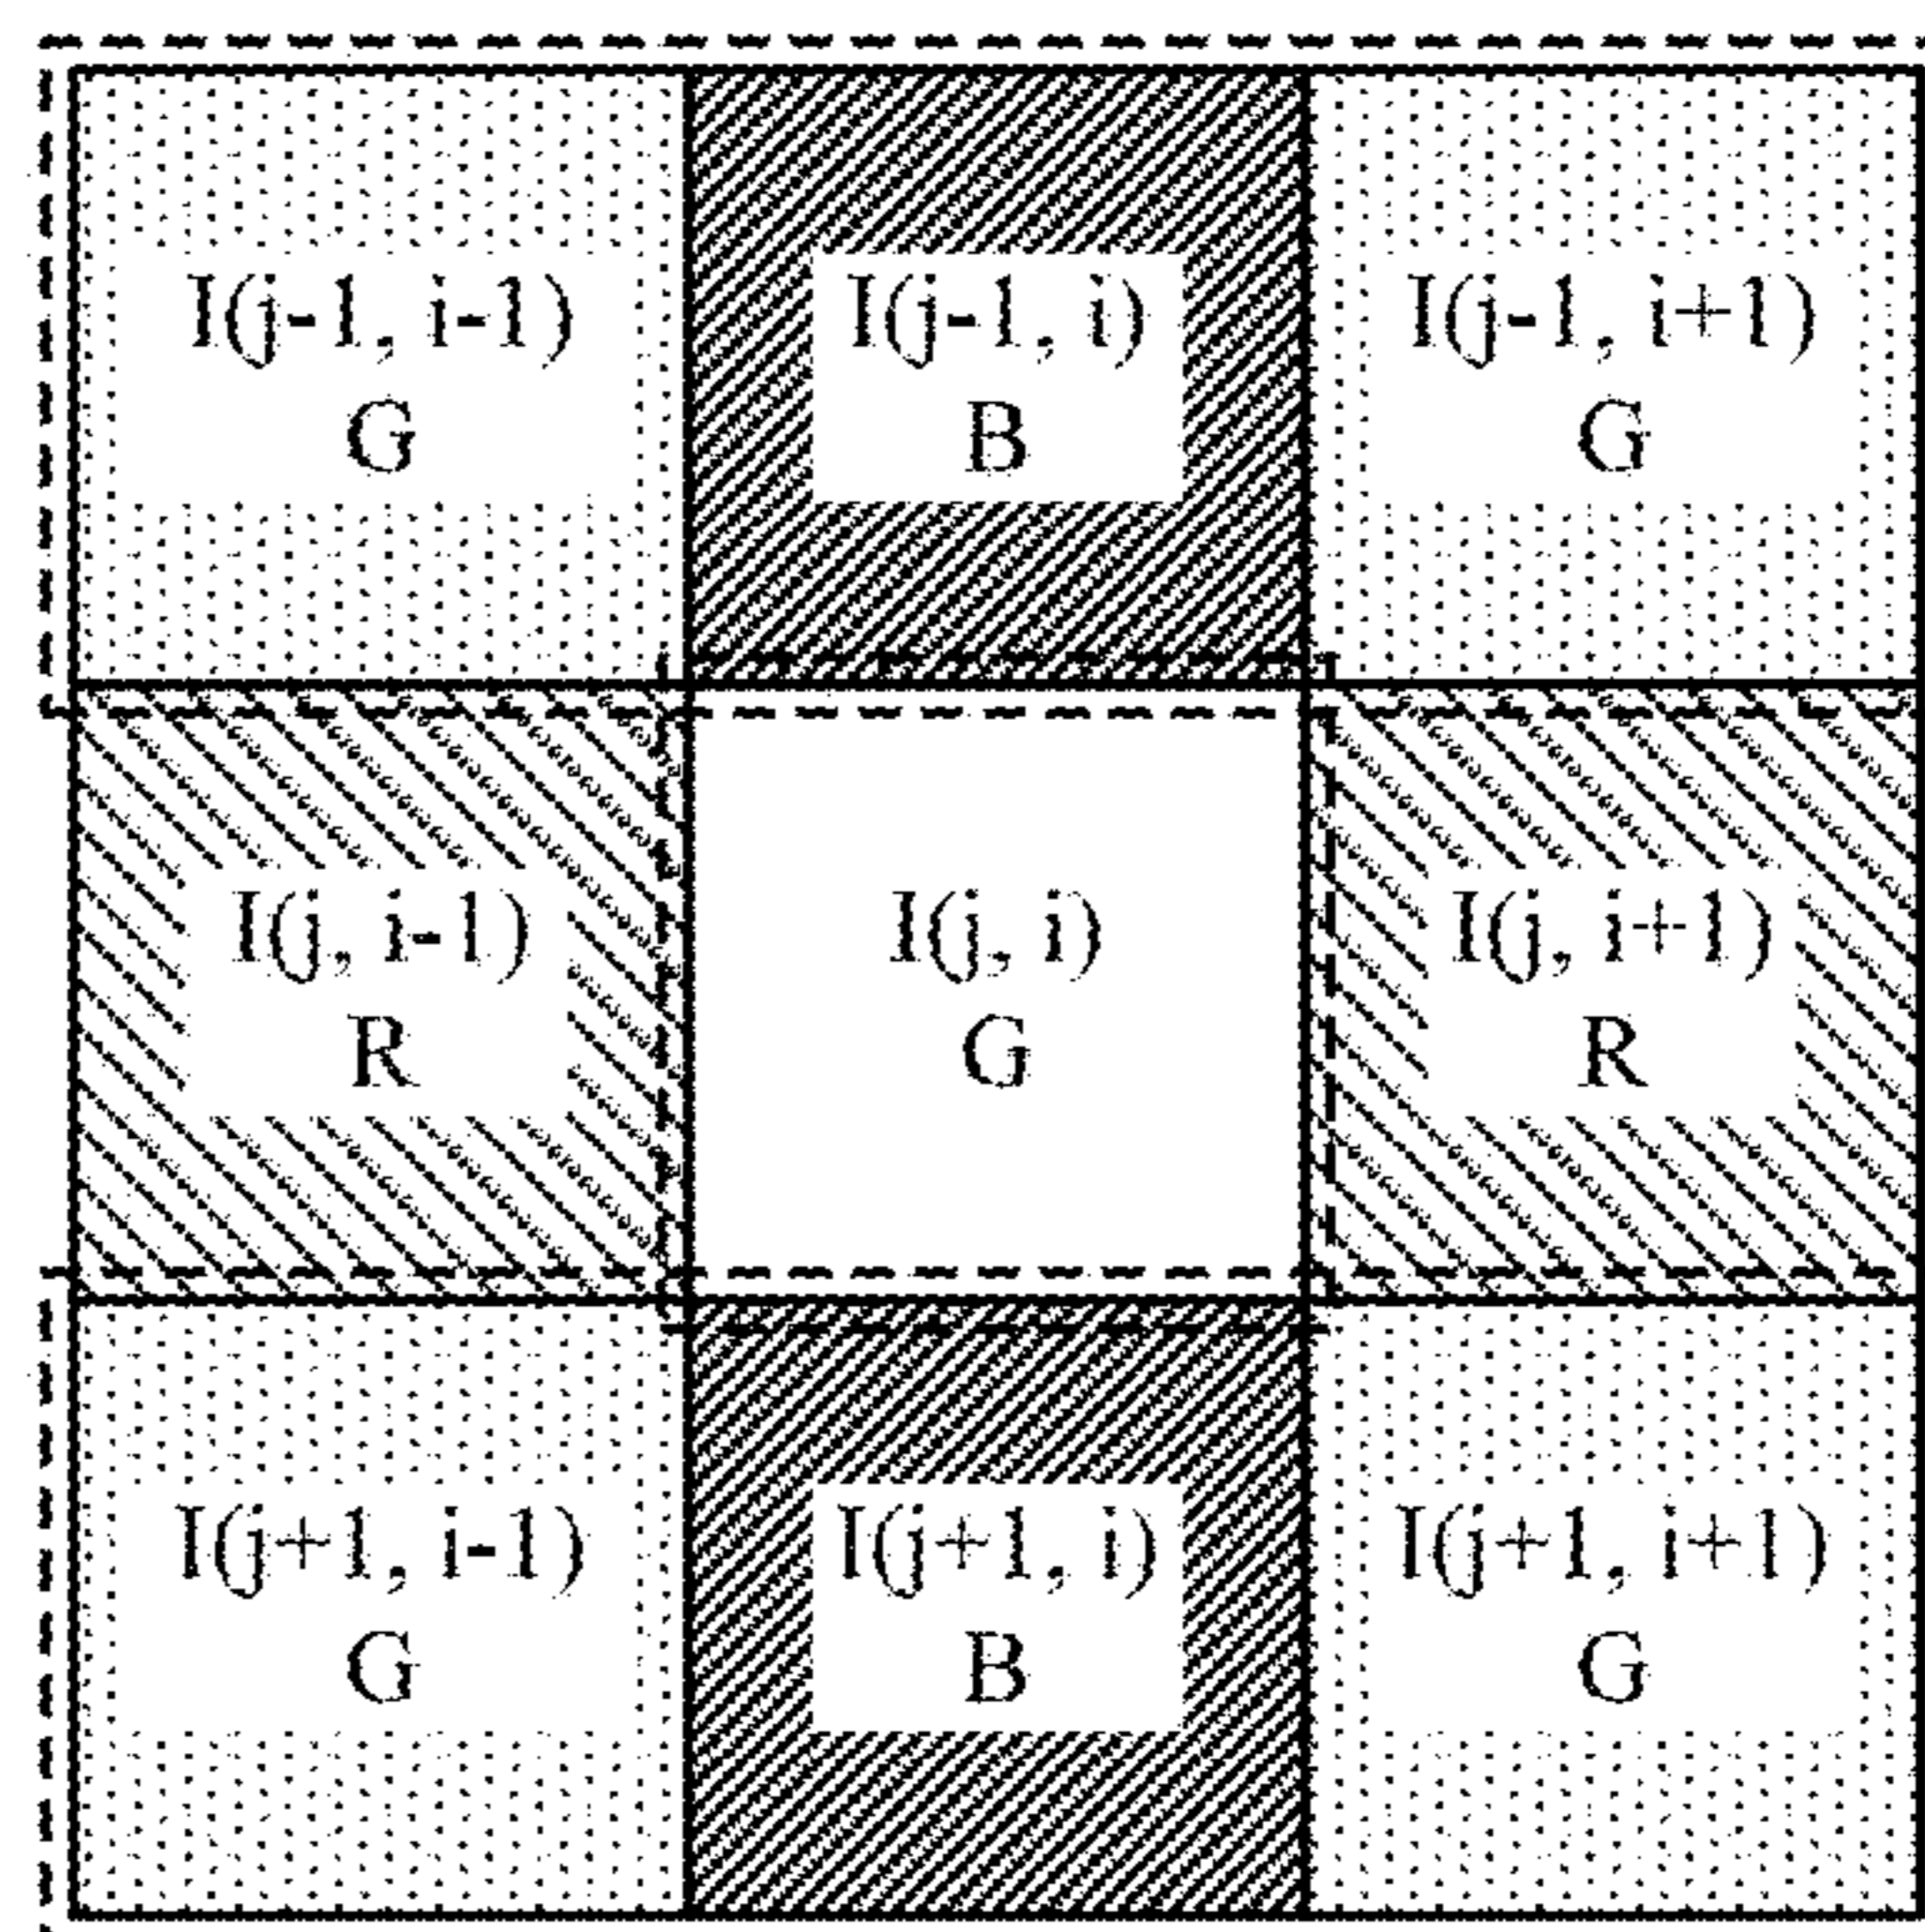 I(j-1, i-1)
G
I(j-1, i)
B
I(j-1, i+1)
G
I(j, i-1)
R
I(j, i)
G
I(j, i+1)
R
I(j+1, i-1)
G
I(j+1, i)
B
I(j+1, i+1)
G